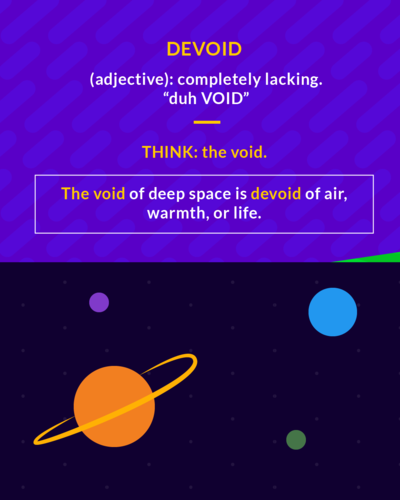 DEVOID
(adjective): completely lacking.
“duh VOID”
THINK: the void.
The void of deep space is devoid of air,
warmth, or life.